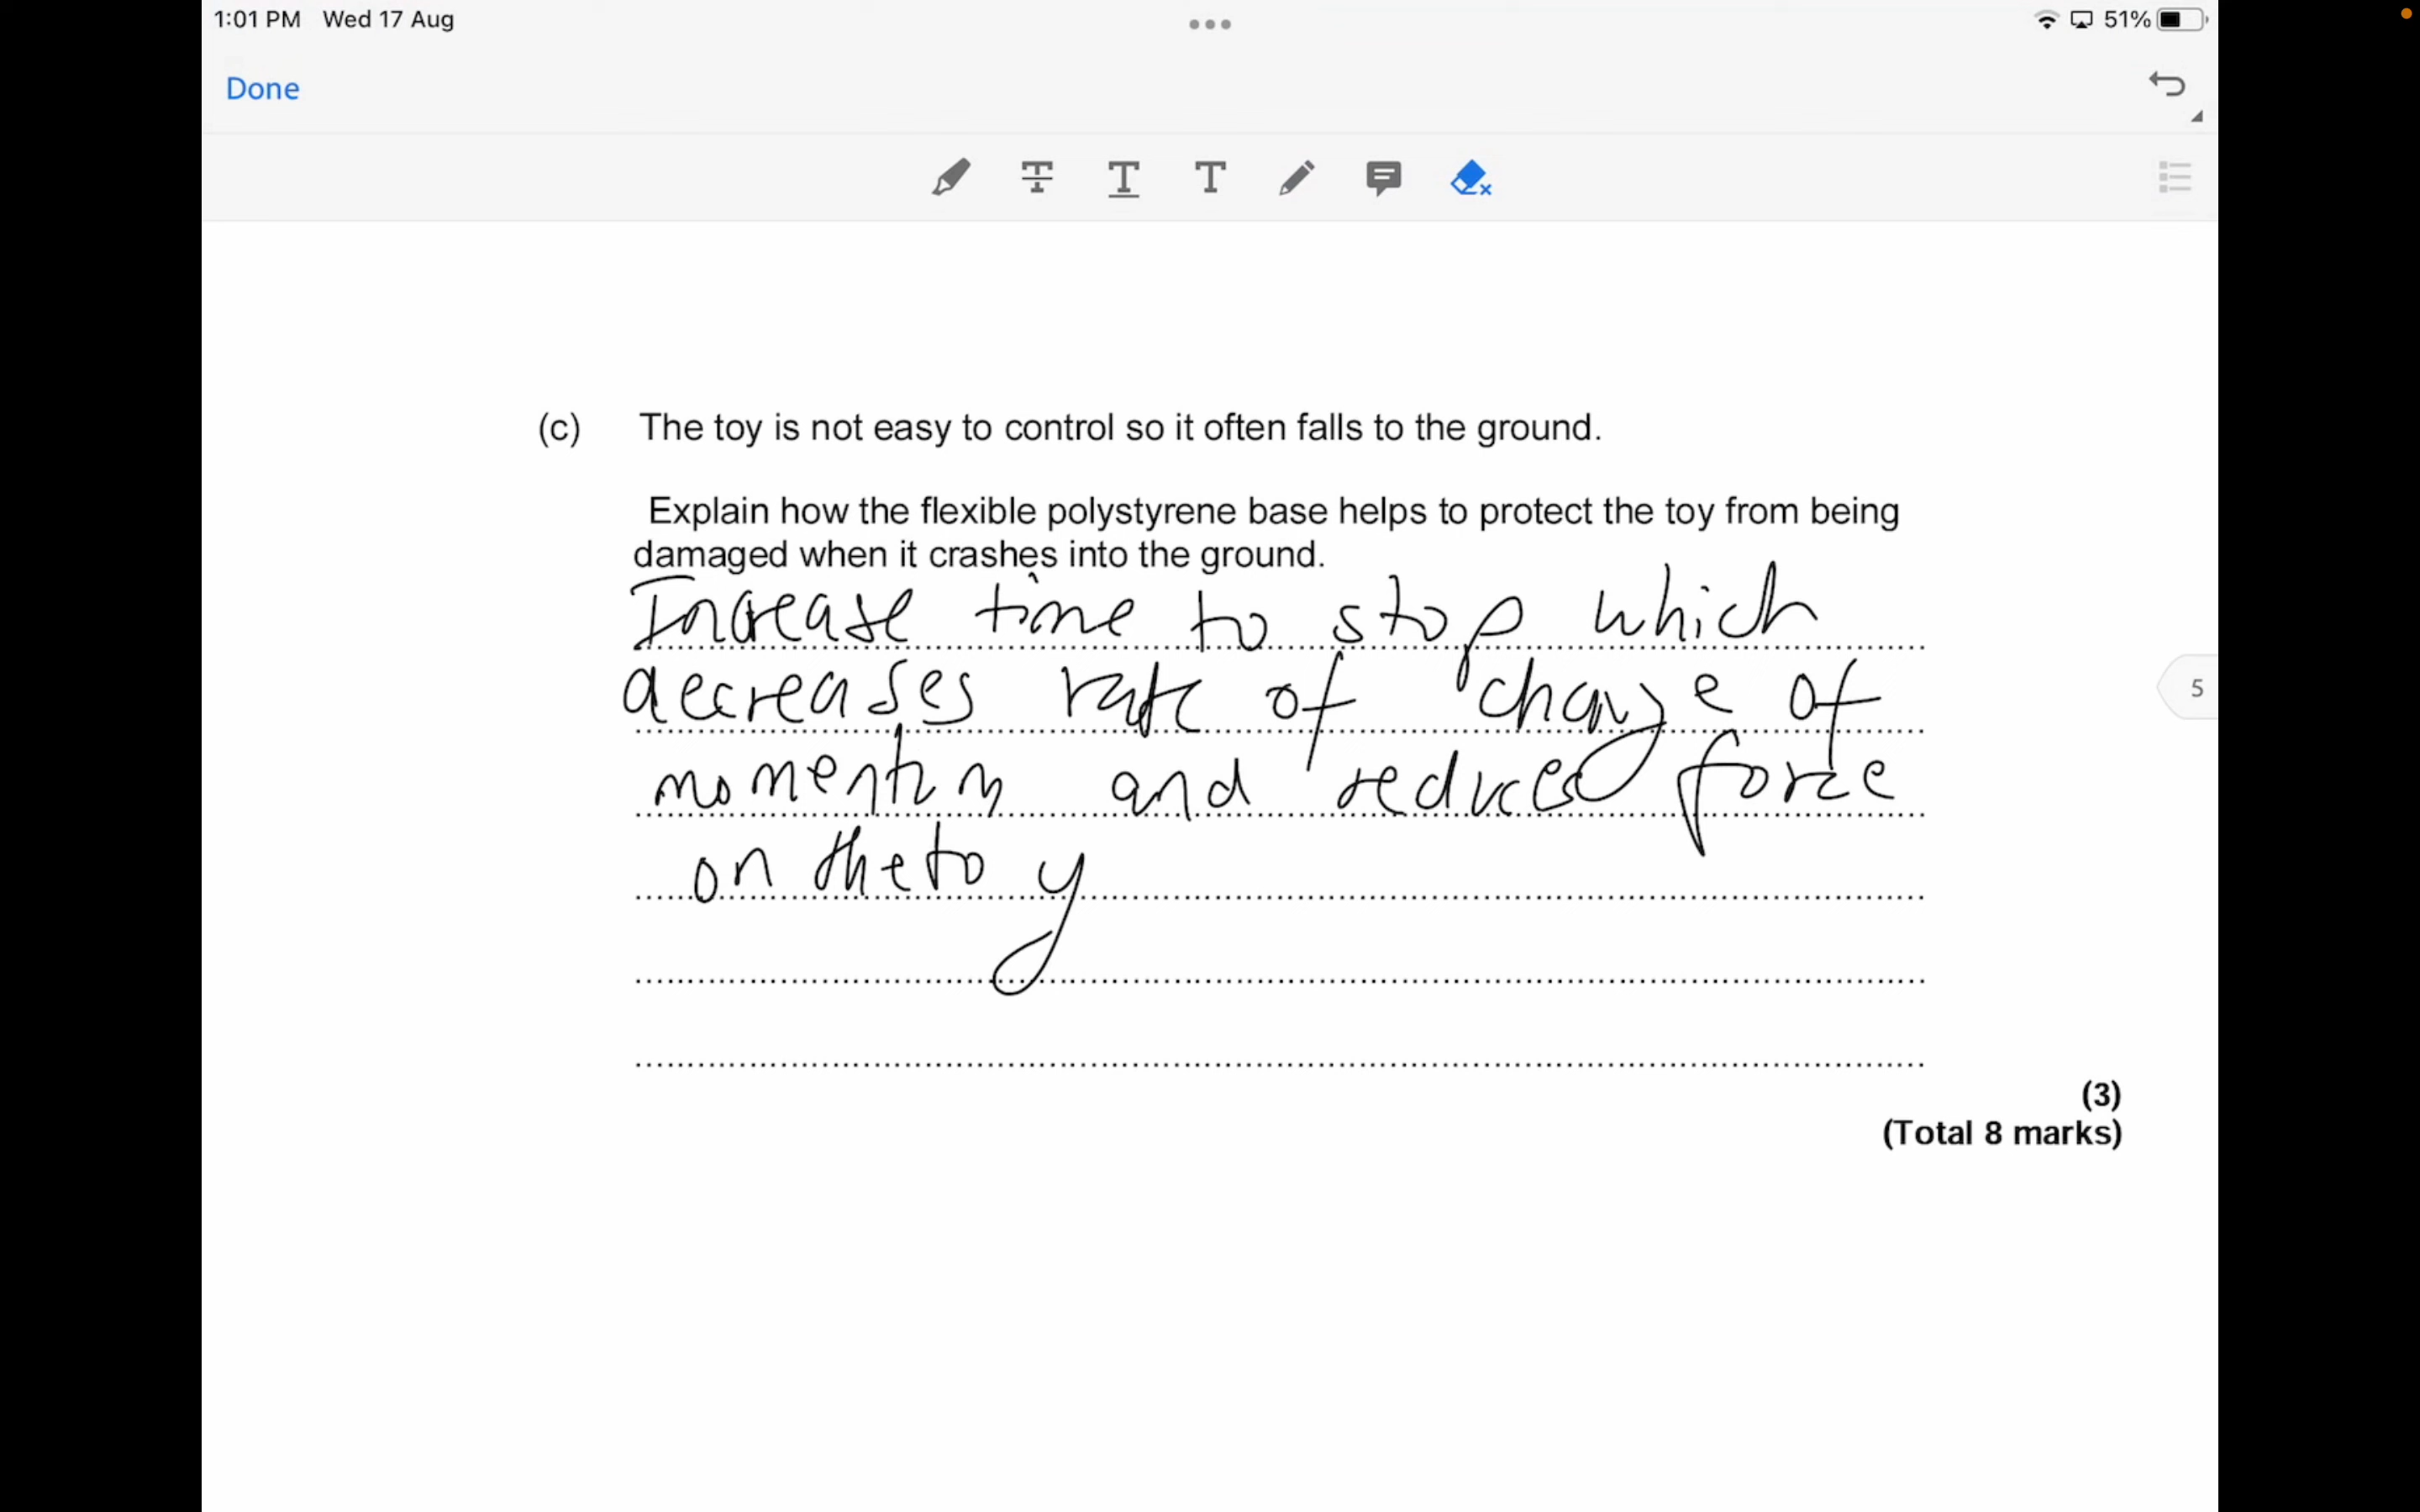 1:01 PM Wed 17 Aug
51%
Done
(c) The toy is not easy to control so it often falls to the ground.
Explain how the flexible polystyrene base helps to protect the toy from being
damaged when it crashes into the ground.
Increase time to stop which
decreases rate of change of
momentum and reduces force
on the toy
5
(3)
(Total 8 marks)